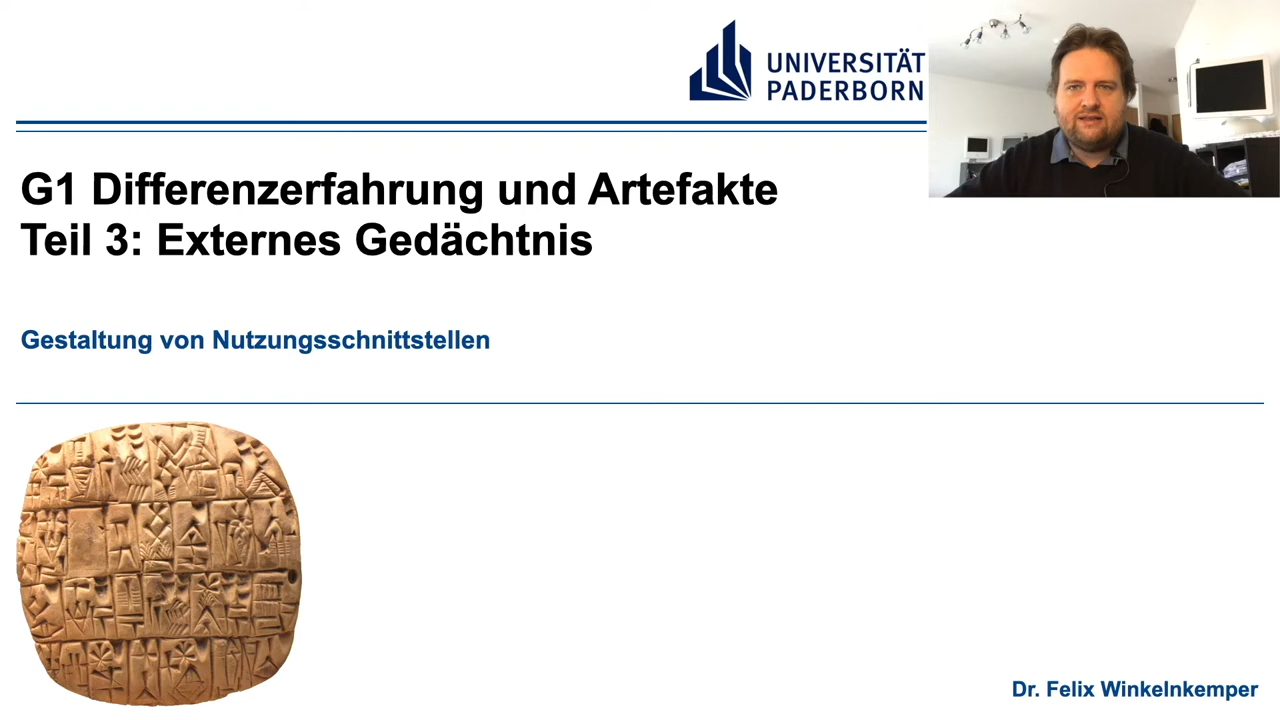 UNIVERSITÄT
PADERBORN
G1 Differenzerfahrung und Artefakte
Teil 3: Externes Gedächtnis
Gestaltung von Nutzungsschnittstellen
Dr. Felix Winkelnkemper